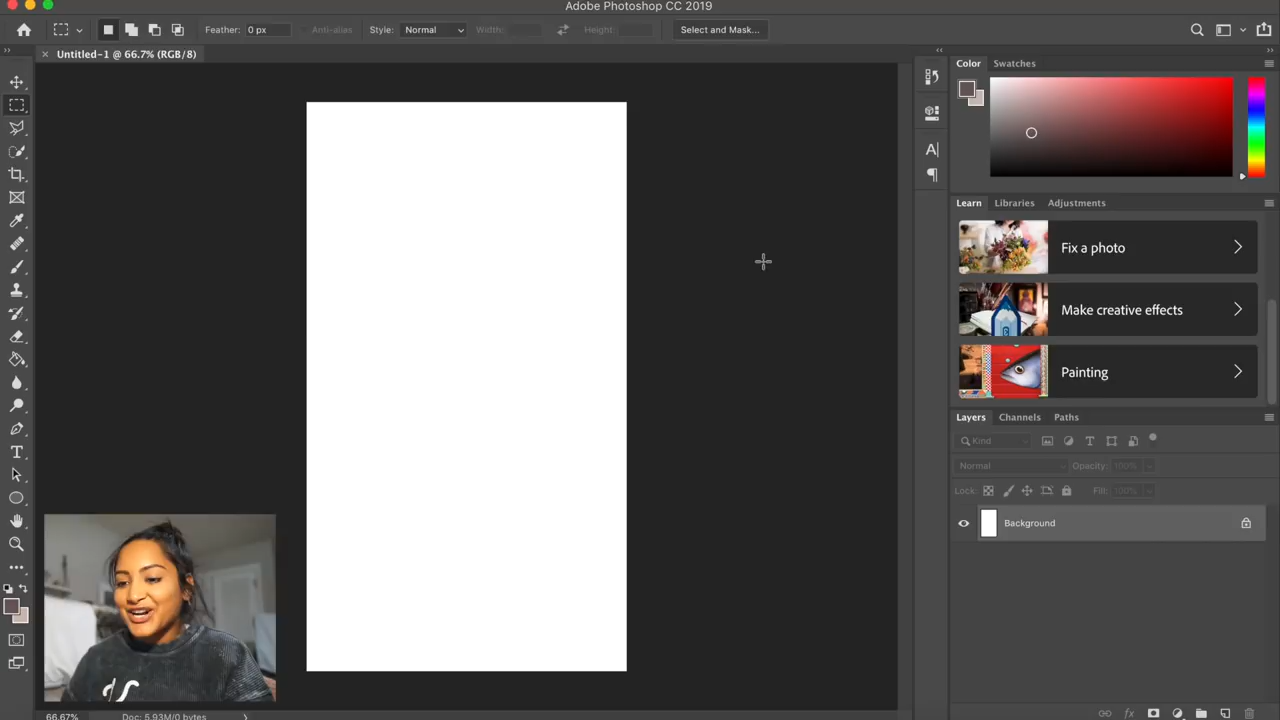 Adobe Photoshop CC 2019
Feather: 0 px Anti-alias Style: Normal Width: Height: Select and Mask...
Untitled-1 @ 66.7% (RGB/8)
Color Swatches
Learn Libraries Adjustments
Fix a photo
Make creative effects
Painting
Layers Channels Paths
Kind
Normal Opacity: 100%
Lock: Fill: 100%
Background
66.67% Doc: 5.93M/0 bytes